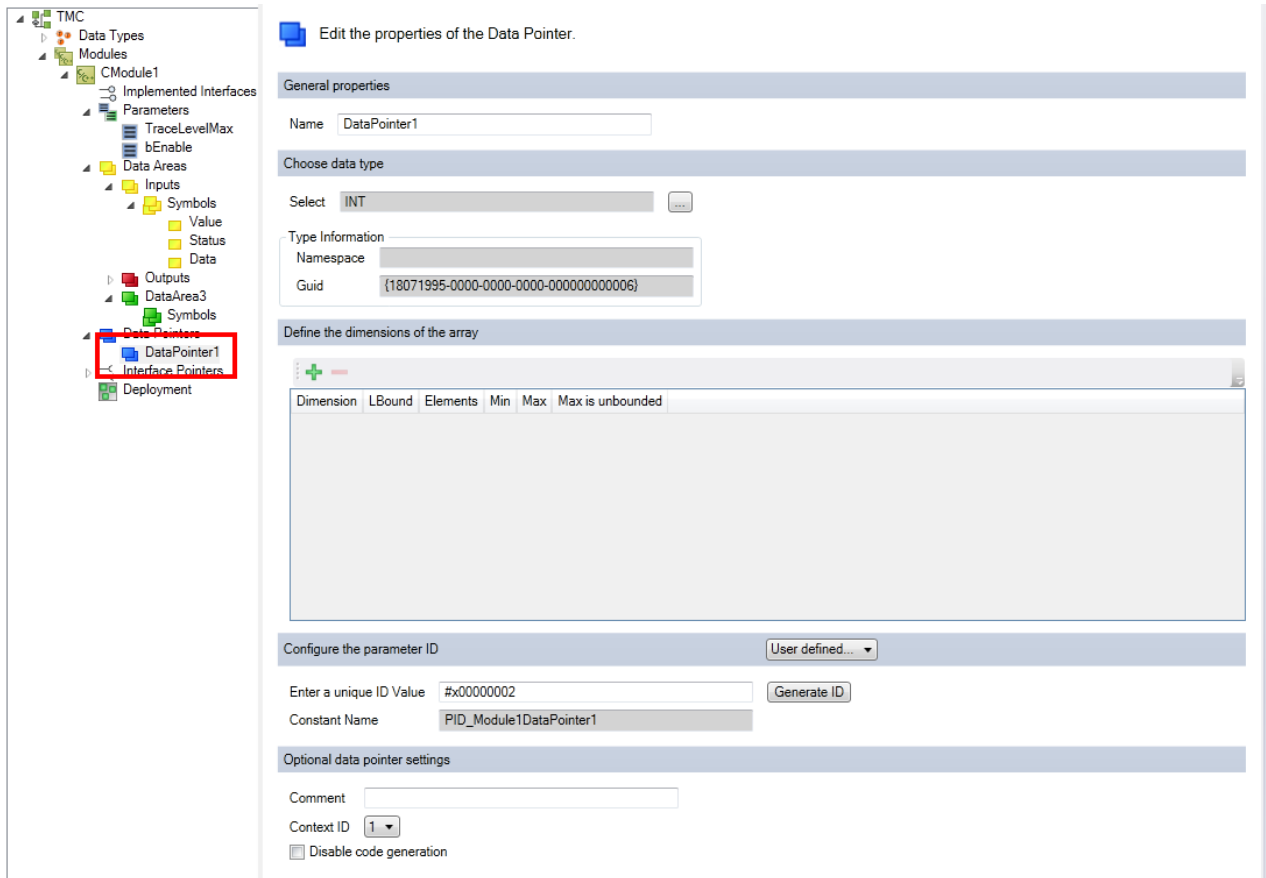 TMC
Data Types
Modules
CModule1
Implemented Interfaces
Parameters
TraceLevelMax
bEnable
Data Areas
Inputs
Symbols
Value
Status
Data
Outputs
DataArea3
Symbols
Data Pointers
DataPointer1
Interface Pointers
Deployment
Edit the properties of the Data Pointer.
General properties
Name DataPointer1
Choose data type
Select INT ...
Type Information
Namespace
Guid {18071995-0000-0000-0000-000000000006}
Define the dimensions of the array
Dimension LBound Elements Min Max Max is unbounded
Configure the parameter ID User defined...
Enter a unique ID Value #x00000002 Generate ID
Constant Name PID_Module1DataPointer1
Optional data pointer settings
Comment
Context ID 1
Disable code generation